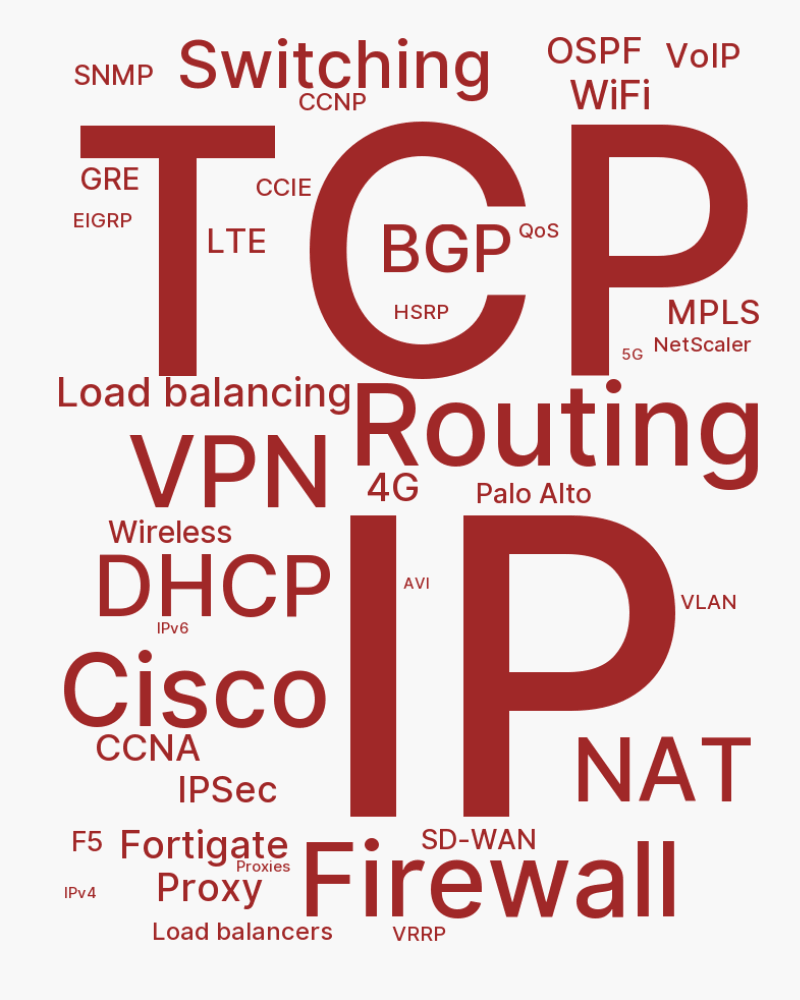 SNMP
Switching
OSPF
VoIP
CCNP
WiFi
TCP
GRE
CCIE
EIGRP
LTE
BGP
QoS
HSRP
MPLS
5G
NetScaler
Load balancing
Routing
VPN
4G
Palo Alto
Wireless
IP
DHCP
AVI
VLAN
IPv6
Cisco
CCNA
NAT
IPSec
F5
Fortigate
SD-WAN
Proxies
Firewall
IPv4
Proxy
Load balancers
VRRP